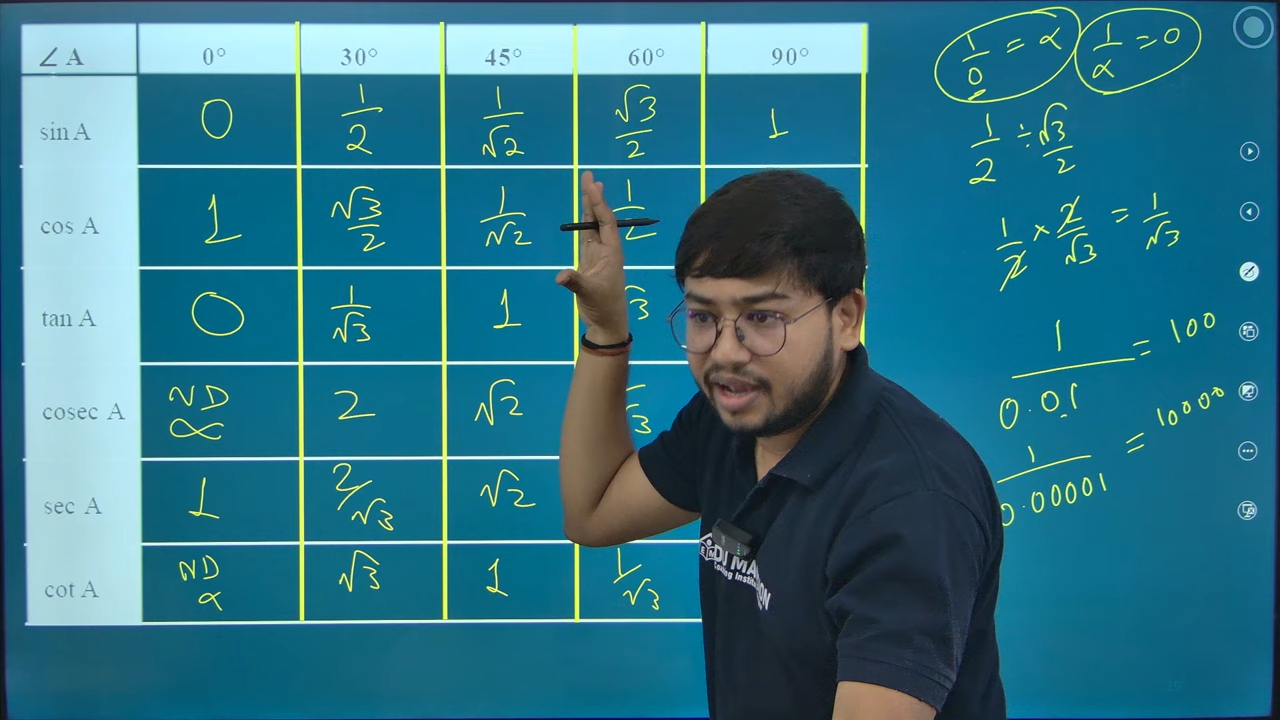 ∠A 0° 30° 45° 60° 90°
sin A 0 1/2 1/√2 √3/2 1
cos A 1 √3/2 1/√2 1/2
tan A 0 1/√3 1 √3
cosec A ND ∝ 2 √2 √3
sec A 1 2/√3 √2
cot A ND ∝ √3 1 1/√3
1/0 = ∝ 1/∝ = 0
1/2 ÷ √3/2
1/2 × 2/√3 = 1/√3
1/0.01 = 100
1/0.00001 = 10000